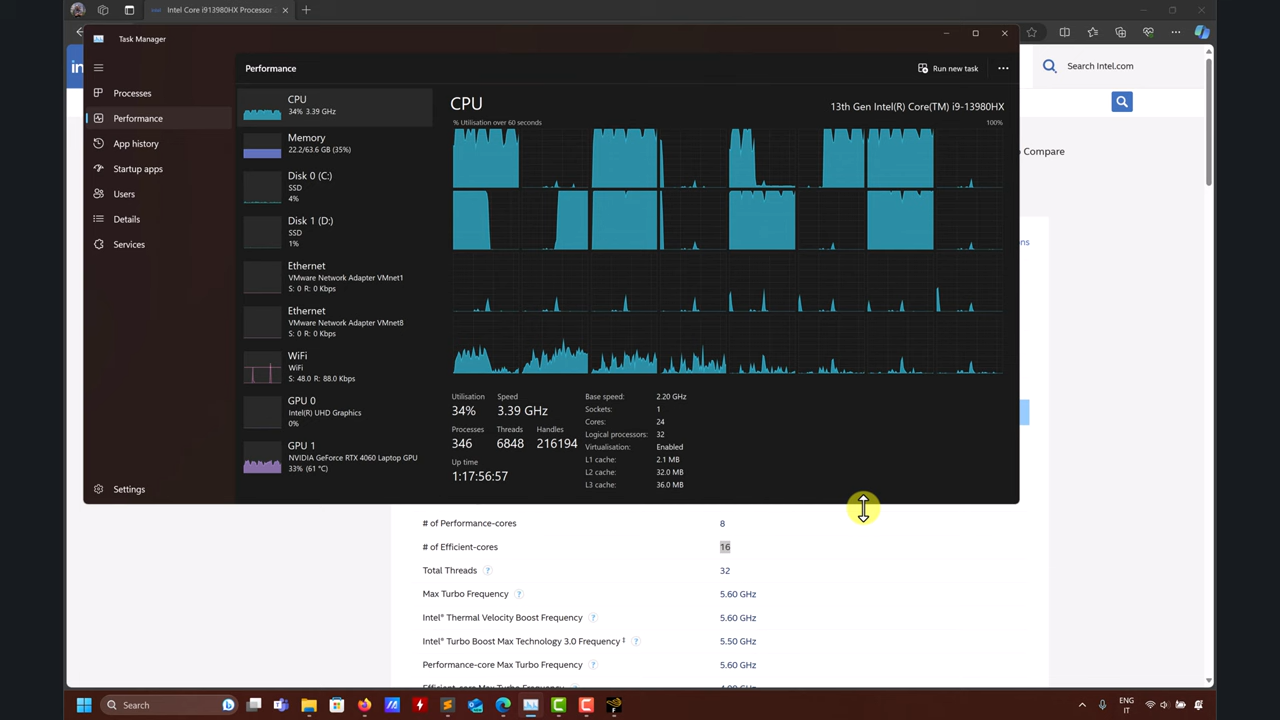 Intel Core i913980HX Processor
Task Manager
in
Search Intel.com
Performance
Run new task
Processes
Performance
App history
Startup apps
Users
Details
Services
Settings
CPU
34% 3.39 GHz
Memory
22.2/63.6 GB (35%)
Disk 0 (C:)
SSD
4%
Disk 1 (D:)
SSD
1%
Ethernet
VMware Network Adapter VMnet1
S: 0 R: 0 Kbps
Ethernet
VMware Network Adapter VMnet8
S: 0 R: 0 Kbps
WiFi
WiFi
S: 48.0 R: 88.0 Kbps
GPU 0
Intel(R) UHD Graphics
0%
GPU 1
NVIDIA GeForce RTX 4060 Laptop GPU
33% (61 °C)
CPU
13th Gen Intel(R) Core(TM) i9-13980HX
% Utilisation over 60 seconds
100%
Utilisation
34%
Speed
3.39 GHz
Processes
346
Threads
6848
Handles
216194
Up time
1:17:56:57
Base speed: 2.20 GHz
Sockets: 1
Cores: 24
Logical processors: 32
Virtualisation: Enabled
L1 cache: 2.1 MB
L2 cache: 32.0 MB
L3 cache: 36.0 MB
Compare
ns
# of Performance-cores 8
# of Efficient-cores 16
Total Threads ? 32
Max Turbo Frequency ? 5.60 GHz
Intel® Thermal Velocity Boost Frequency ? 5.60 GHz
Intel® Turbo Boost Max Technology 3.0 Frequency ‡ ? 5.50 GHz
Performance-core Max Turbo Frequency ? 5.60 GHz
Efficient-core Max Turbo Frequency
Search
ENG
IT